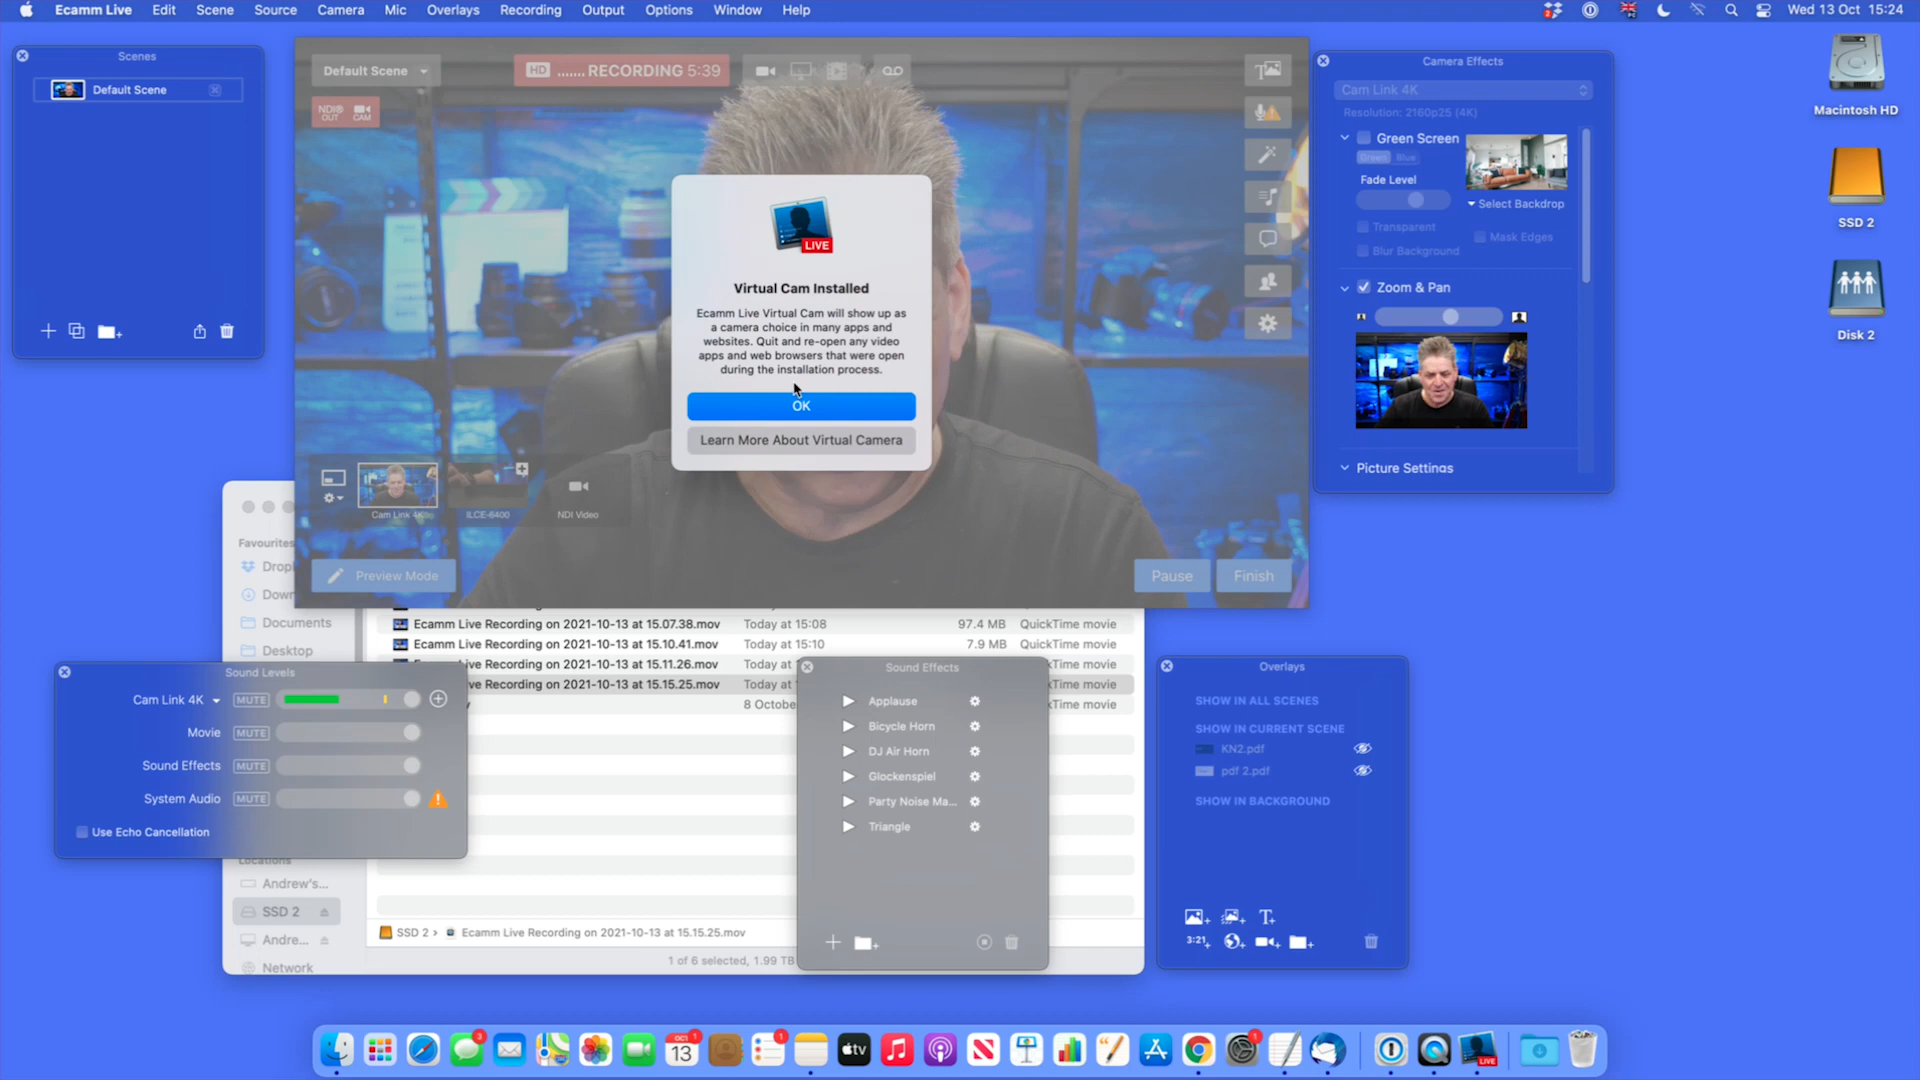 Ecamm Live Edit Scene Source Camera Mic Overlays Recording Output Options Window Help
Wed 13 Oct 15:24
Scenes
Default Scene
Default Scene
HD ....... RECORDING 5:39
NDI® OUT CAM
LIVE
Virtual Cam Installed
Ecamm Live Virtual Cam will show up as
a camera choice in many apps and
websites. Quit and re-open any video
apps and web browsers that were open
during the installation process.
OK
Learn More About Virtual Camera
Cam Link 4K
ILCE-6400
NDI Video
Preview Mode
Pause
Finish
Camera Effects
Cam Link 4K
Resolution: 2160p25 (4K)
Green Screen
Green Blue
Fade Level
Select Backdrop
Transparent
Mask Edges
Blur Background
Zoom & Pan
Picture Settings
Macintosh HD
SSD 2
Disk 2
Favourites
Documents
Desktop
Ecamm Live Recording on 2021-10-13 at 15.07.38.mov Today at 15:08 97.4 MB QuickTime movie
Ecamm Live Recording on 2021-10-13 at 15.10.41.mov Today at 15:10 7.9 MB QuickTime movie
Live Recording on 2021-10-13 at 15.11.26.mov Today at kTime movie
Live Recording on 2021-10-13 at 15.15.25.mov Today at kTime movie
8 Octobe kTime movie
Sound Levels
Cam Link 4K MUTE
Movie MUTE
Sound Effects MUTE
System Audio MUTE
Use Echo Cancellation
Locations
Andrew's...
SSD 2
Andre...
Network
SSD 2 › Ecamm Live Recording on 2021-10-13 at 15.15.25.mov
1 of 6 selected, 1.99 TB
Sound Effects
Applause
Bicycle Horn
DJ Air Horn
Glockenspiel
Party Noise Ma...
Triangle
Overlays
SHOW IN ALL SCENES
SHOW IN CURRENT SCENE
KN2.pdf
pdf 2.pdf
SHOW IN BACKGROUND
3:21
3
OCT
13
1
1
tv
1
LIVE